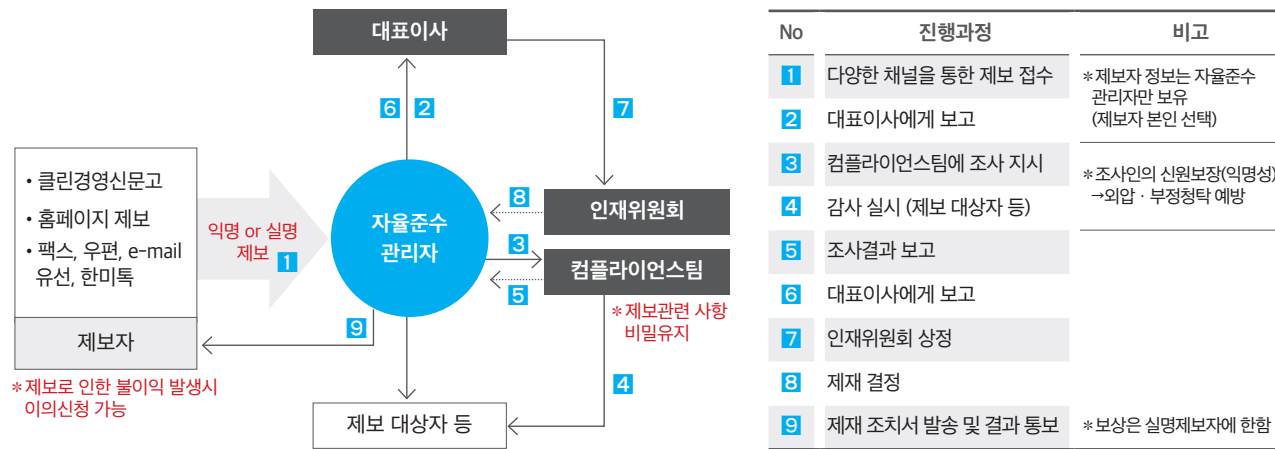 대표이사
6 2
7
• 클린경영신문고
• 홈페이지 제보
• 팩스, 우편, e-mail
유선, 한미톡
제보자
*제보로 인한 불이익 발생시
이의신청 가능
익명 or 실명
제보 1
자율준수
관리자
8
인재위원회
3
컴플라이언스팀
5
*제보관련 사항
비밀유지
9
4
제보 대상자 등
No 진행과정 비고
1 다양한 채널을 통한 제보 접수
2 대표이사에게 보고
*제보자 정보는 자율준수
관리자만 보유
(제보자 본인 선택)
3 컴플라이언스팀에 조사 지시
4 감사 실시 (제보 대상자 등)
*조사인의 신원보장(익명성)
→외압 · 부정청탁 예방
5 조사결과 보고
6 대표이사에게 보고
7 인재위원회 상정
8 제재 결정
9 제재 조치서 발송 및 결과 통보 *보상은 실명제보자에 한함